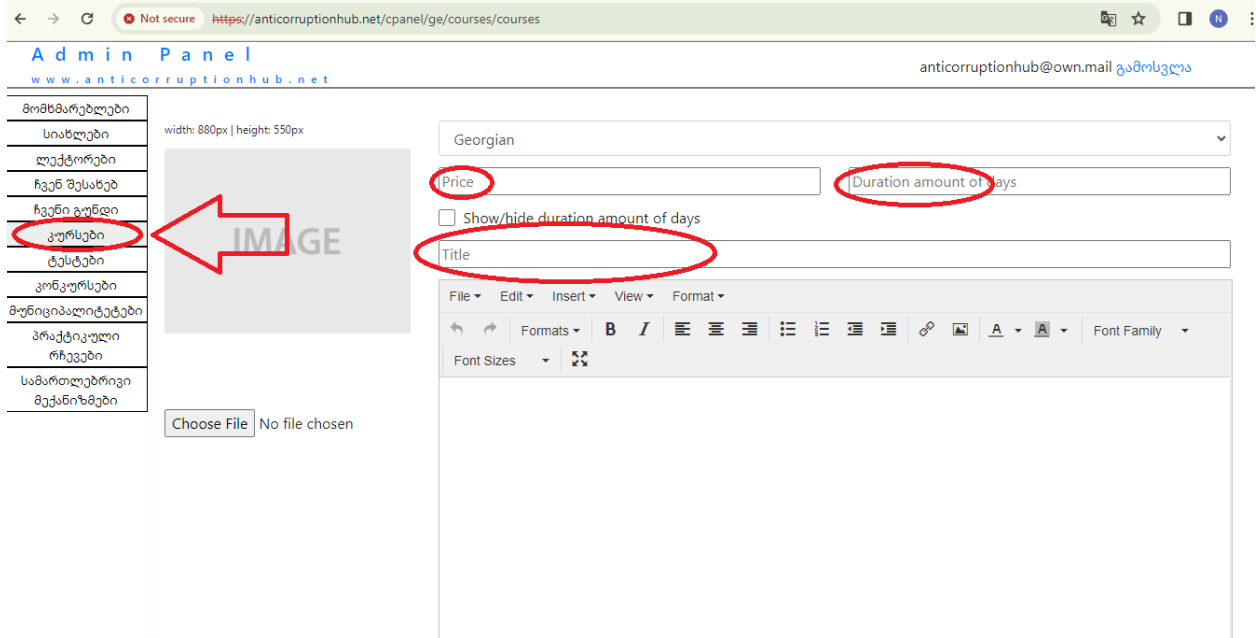 Not secure https://anticorruptionhub.net/cpanel/ge/courses/courses N
Admin Panel
www.anticorruptionhub.net
anticorruptionhub@own.mail გამოსვლა
მომხმარებლები
სიახლები
ლექტორები
ჩვენ შესახებ
ჩვენი გუნდი
კურსები
ტესტები
კონკურსები
მუნიციპალიტეტები
პრაქტიკული
რჩევები
სამართლებრივი
მექანიზმები
width: 880px | height: 550px
IMAGE
Choose File No file chosen
Georgian
Price
Duration amount of days
Show/hide duration amount of days
Title
File Edit Insert View Format
Formats B I A A Font Family
Font Sizes